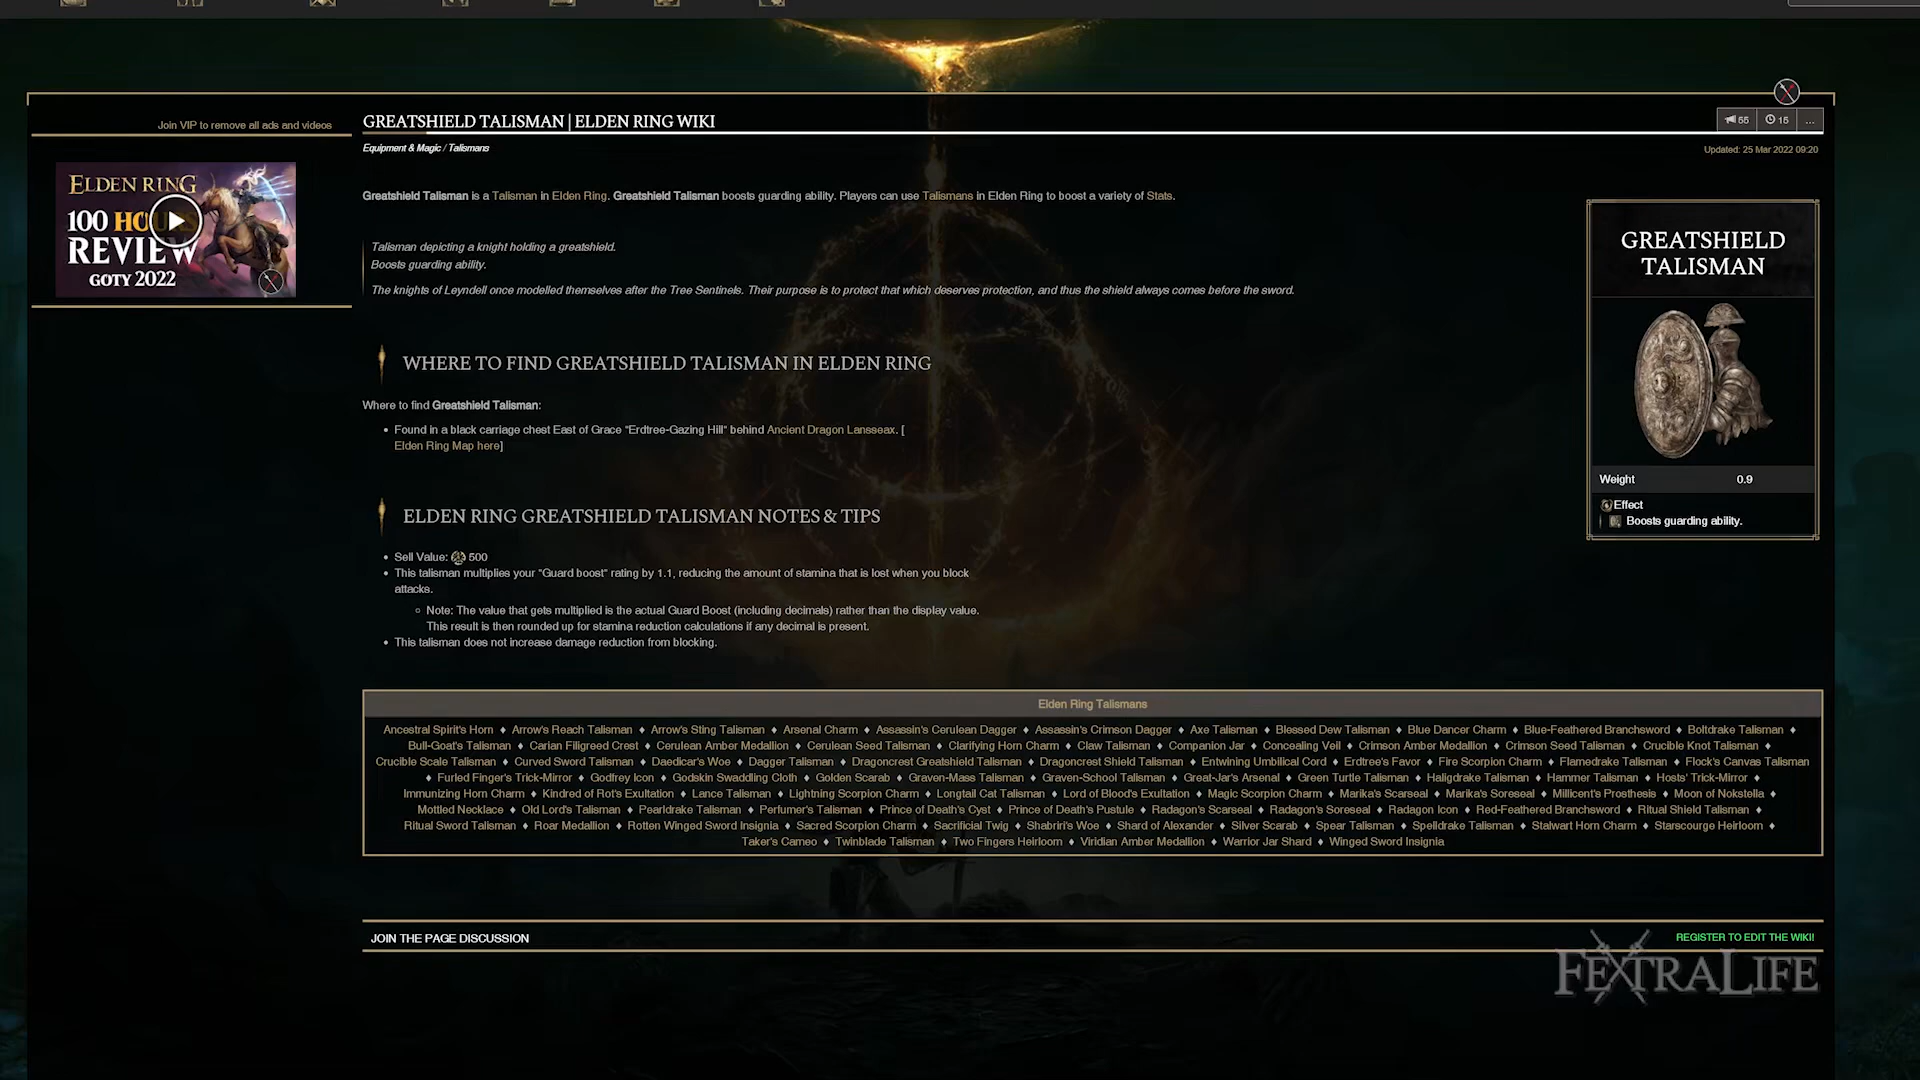 Join VIP to remove all ads and videos
ELDEN RING
100 HOURS
REVIEW
GOTY 2022
GREATSHIELD TALISMAN | ELDEN RING WIKI
55
15
...
Equipment & Magic / Talismans
Updated: 25 Mar 2022 09:20
Greatshield Talisman is a Talisman in Elden Ring. Greatshield Talisman boosts guarding ability. Players can use Talismans in Elden Ring to boost a variety of Stats.
Talisman depicting a knight holding a greatshield.
Boosts guarding ability.
The knights of Leyndell once modelled themselves after the Tree Sentinels. Their purpose is to protect that which deserves protection, and thus the shield always comes before the sword.
GREATSHIELD
TALISMAN
Weight 0.9
Effect
Boosts guarding ability.
WHERE TO FIND GREATSHIELD TALISMAN IN ELDEN RING
Where to find Greatshield Talisman:
• Found in a black carriage chest East of Grace "Erdtree-Gazing Hill" behind Ancient Dragon Lansseax. [
Elden Ring Map here]
ELDEN RING GREATSHIELD TALISMAN NOTES & TIPS
• Sell Value: 500
• This talisman multiplies your "Guard boost" rating by 1.1, reducing the amount of stamina that is lost when you block
attacks.
◦ Note: The value that gets multiplied is the actual Guard Boost (including decimals) rather than the display value.
This result is then rounded up for stamina reduction calculations if any decimal is present.
• This talisman does not increase damage reduction from blocking.
Elden Ring Talismans
Ancestral Spirit's Horn ♦ Arrow's Reach Talisman ♦ Arrow's Sting Talisman ♦ Arsenal Charm ♦ Assassin's Cerulean Dagger ♦ Assassin's Crimson Dagger ♦ Axe Talisman ♦ Blessed Dew Talisman ♦ Blue Dancer Charm ♦ Blue-Feathered Branchsword ♦ Boltdrake Talisman ♦
Bull-Goat's Talisman ♦ Carian Filigreed Crest ♦ Cerulean Amber Medallion ♦ Cerulean Seed Talisman ♦ Clarifying Horn Charm ♦ Claw Talisman ♦ Companion Jar ♦ Concealing Veil ♦ Crimson Amber Medallion ♦ Crimson Seed Talisman ♦ Crucible Knot Talisman ♦
Crucible Scale Talisman ♦ Curved Sword Talisman ♦ Daedicar's Woe ♦ Dagger Talisman ♦ Dragoncrest Greatshield Talisman ♦ Dragoncrest Shield Talisman ♦ Entwining Umbilical Cord ♦ Erdtree's Favor ♦ Fire Scorpion Charm ♦ Flamedrake Talisman ♦ Flock's Canvas Talisman
♦ Furled Finger's Trick-Mirror ♦ Godfrey Icon ♦ Godskin Swaddling Cloth ♦ Golden Scarab ♦ Graven-Mass Talisman ♦ Graven-School Talisman ♦ Great-Jar's Arsenal ♦ Green Turtle Talisman ♦ Haligdrake Talisman ♦ Hammer Talisman ♦ Hosts' Trick-Mirror ♦
Immunizing Horn Charm ♦ Kindred of Rot's Exultation ♦ Lance Talisman ♦ Lightning Scorpion Charm ♦ Longtail Cat Talisman ♦ Lord of Blood's Exultation ♦ Magic Scorpion Charm ♦ Marika's Scarseal ♦ Marika's Soreseal ♦ Millicent's Prosthesis ♦ Moon of Nokstella ♦
Mottled Necklace ♦ Old Lord's Talisman ♦ Pearldrake Talisman ♦ Perfumer's Talisman ♦ Prince of Death's Cyst ♦ Prince of Death's Pustule ♦ Radagon's Scarseal ♦ Radagon's Soreseal ♦ Radagon Icon ♦ Red-Feathered Branchsword ♦ Ritual Shield Talisman ♦
Ritual Sword Talisman ♦ Roar Medallion ♦ Rotten Winged Sword Insignia ♦ Sacred Scorpion Charm ♦ Sacrificial Twig ♦ Shabriri's Woe ♦ Shard of Alexander ♦ Silver Scarab ♦ Spear Talisman ♦ Spelldrake Talisman ♦ Stalwart Horn Charm ♦ Starscourge Heirloom ♦
Taker's Cameo ♦ Twinblade Talisman ♦ Two Fingers Heirloom ♦ Viridian Amber Medallion ♦ Warrior Jar Shard ♦ Winged Sword Insignia
JOIN THE PAGE DISCUSSION
REGISTER TO EDIT THE WIKI!
FEXTRALIFE